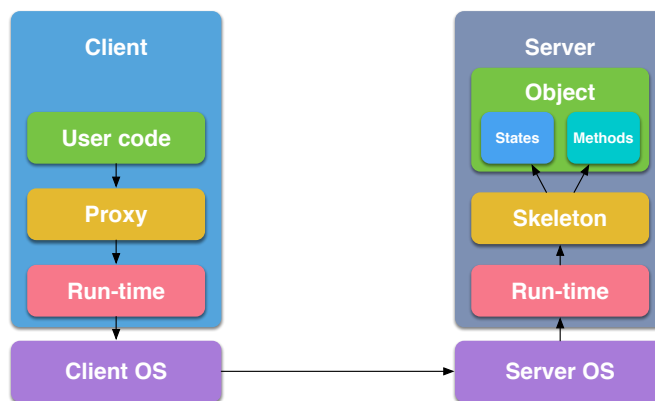 Client
User code
Proxy
Run-time
Client OS
Server
Object
States
Methods
Skeleton
Run-time
Server OS